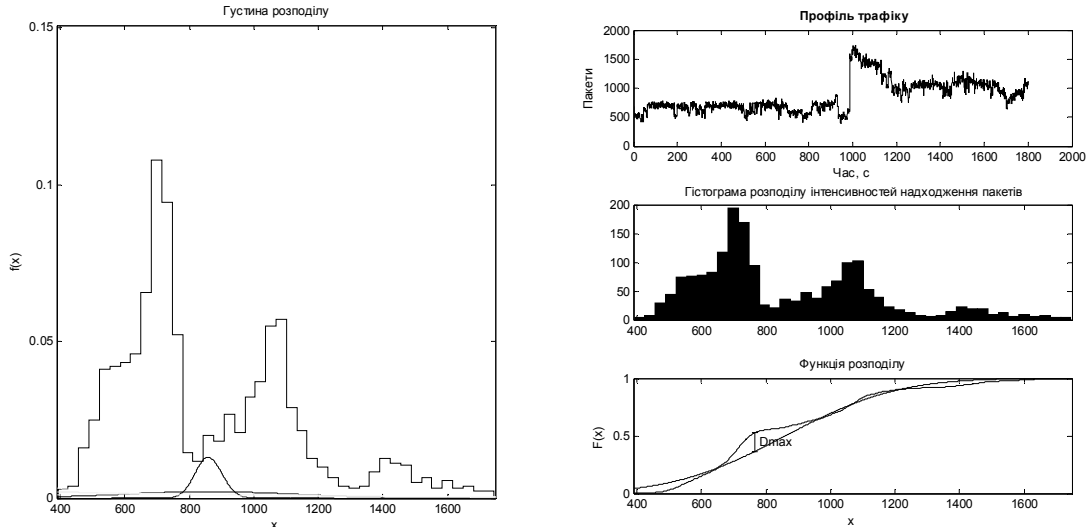 Густина розподілу
0.15
0.1
0.05
0
f(x)
400 600 800 1000 1200 1400 1600
x
Профіль трафіку
2000
1500
1000
500
0
Пакети
0 200 400 600 800 1000 1200 1400 1600 1800 2000
Час, с
Гістограма розподілу інтенсивностей надходження пакетів
200
150
100
50
0
400 600 800 1000 1200 1400 1600
Функція розподілу
1
0.5
0
F(x)
Dmax
400 600 800 1000 1200 1400 1600
x